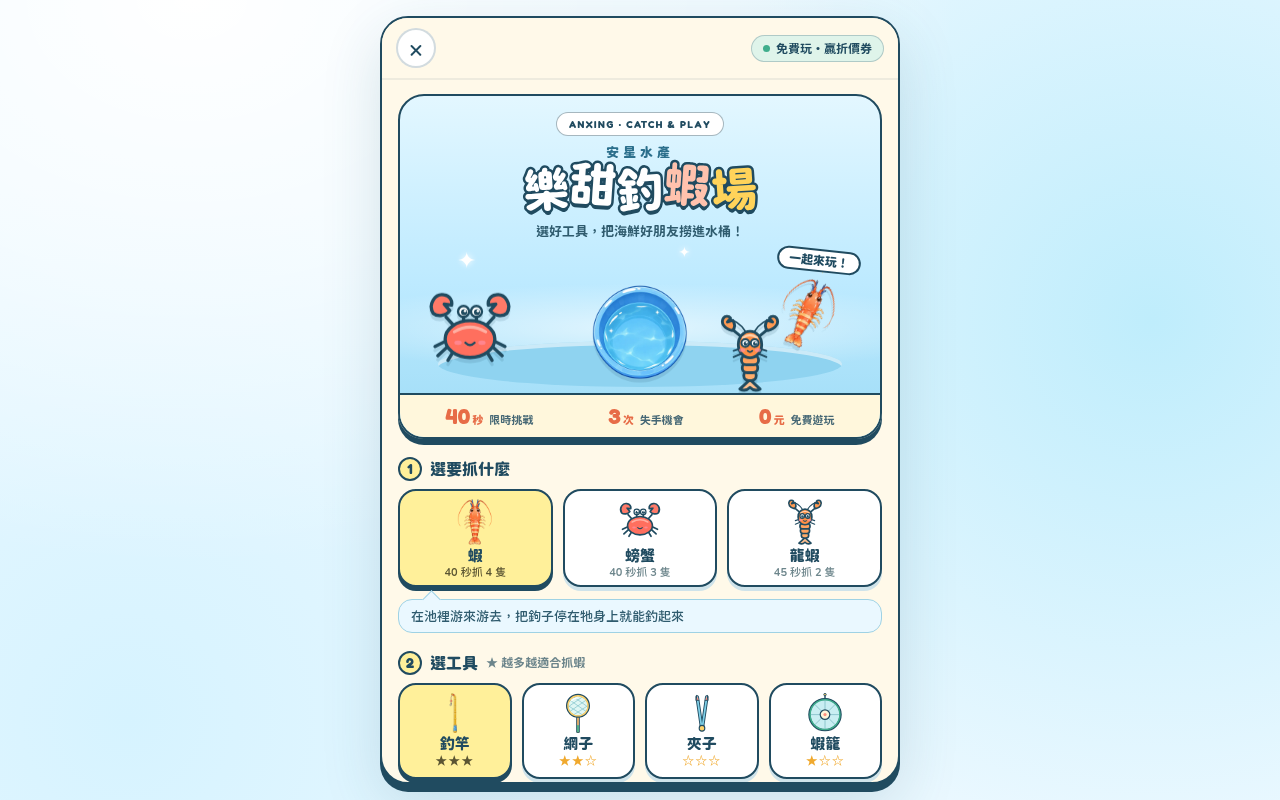 免費玩・贏折價券
ANXING · CATCH & PLAY
安星水產
樂甜釣蝦場
選好工具，把海鮮好朋友撈進水桶！
一起來玩！
40秒 限時挑戰
3次 失手機會
0元 免費遊玩
1 選要抓什麼
蝦
40 秒抓 4 隻
螃蟹
40 秒抓 3 隻
龍蝦
45 秒抓 2 隻
在池裡游來游去，把鉤子停在牠身上就能釣起來
2 選工具 ★ 越多越適合抓蝦
釣竿
★★★
網子
★★☆
夾子
☆☆☆
蝦籠
★☆☆